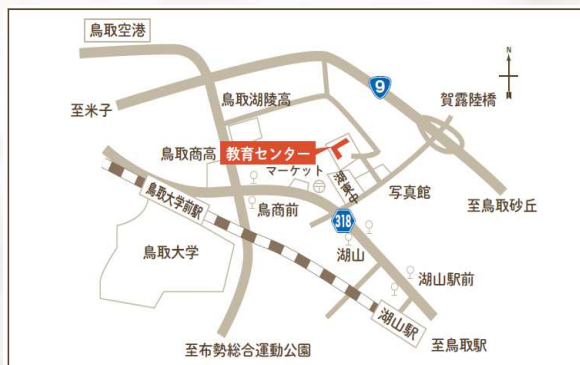 鳥取空港
N
9
至米子
鳥取湖陵高
賀露陸橋
鳥取商高
教育センター
マーケット
湖東中
写真館
至鳥取砂丘
鳥取大学前駅
鳥商前
318
鳥取大学
湖山
湖山駅前
湖山駅
至布勢総合運動公園
至鳥取駅